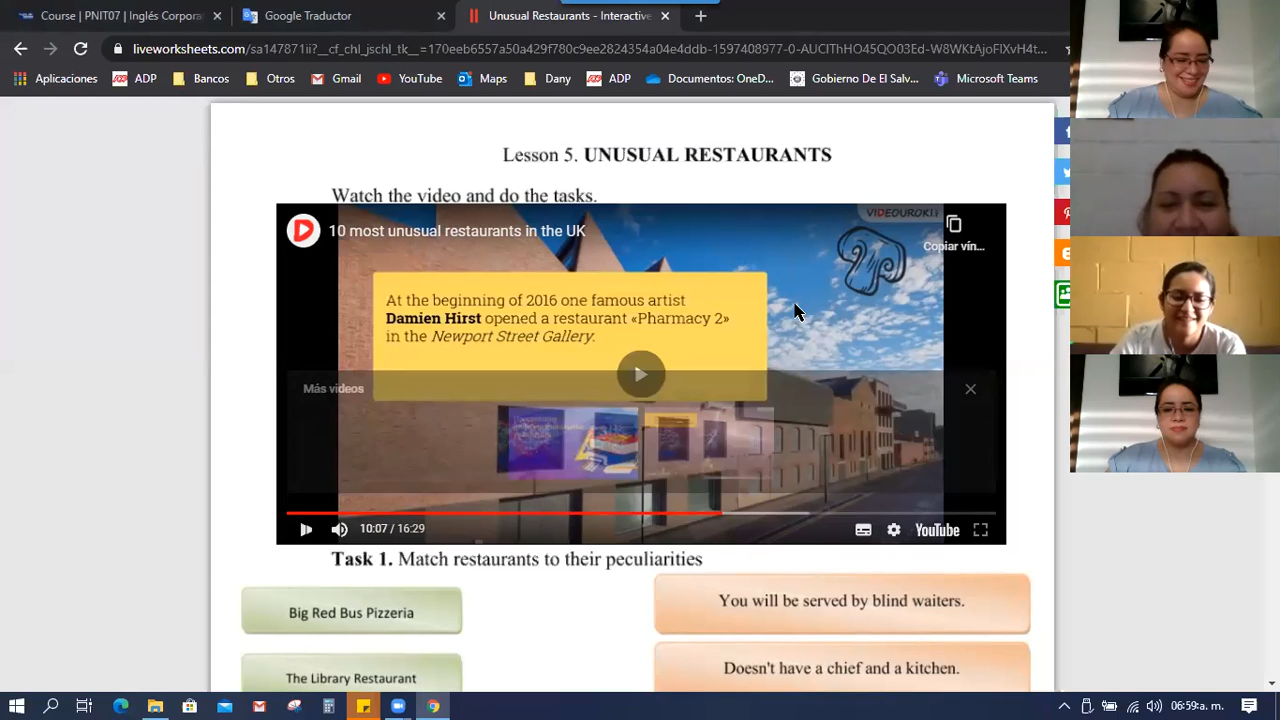 Course | PNIT07 | Inglés Corpora
Google Traductor
Unusual Restaurants - Interactive
liveworksheets.com/sa147871ii?__cf_chl_jschl_tk__=170eeb6557a50a429f780c9ee2824354a04e4ddb-1597408977-0-AUCIThHO45QO03Ed-W8WKtAjoFlXvH4t...
Aplicaciones
ADP
Bancos
Otros
Gmail
YouTube
Maps
Dany
ADP
Documentos: OneD...
Gobierno De El Salv...
Microsoft Teams
Lesson 5. UNUSUAL RESTAURANTS
Watch the video and do the tasks.
10 most unusual restaurants in the UK
VIDEOUROKI
Copiar vín...
At the beginning of 2016 one famous artist
Damien Hirst opened a restaurant «Pharmacy 2»
in the Newport Street Gallery.
Más videos
10:07 / 16:29
YouTube
Task 1. Match restaurants to their peculiarities
Big Red Bus Pizzeria
You will be served by blind waiters.
The Library Restaurant
Doesn't have a chief and a kitchen.
06:59a. m.